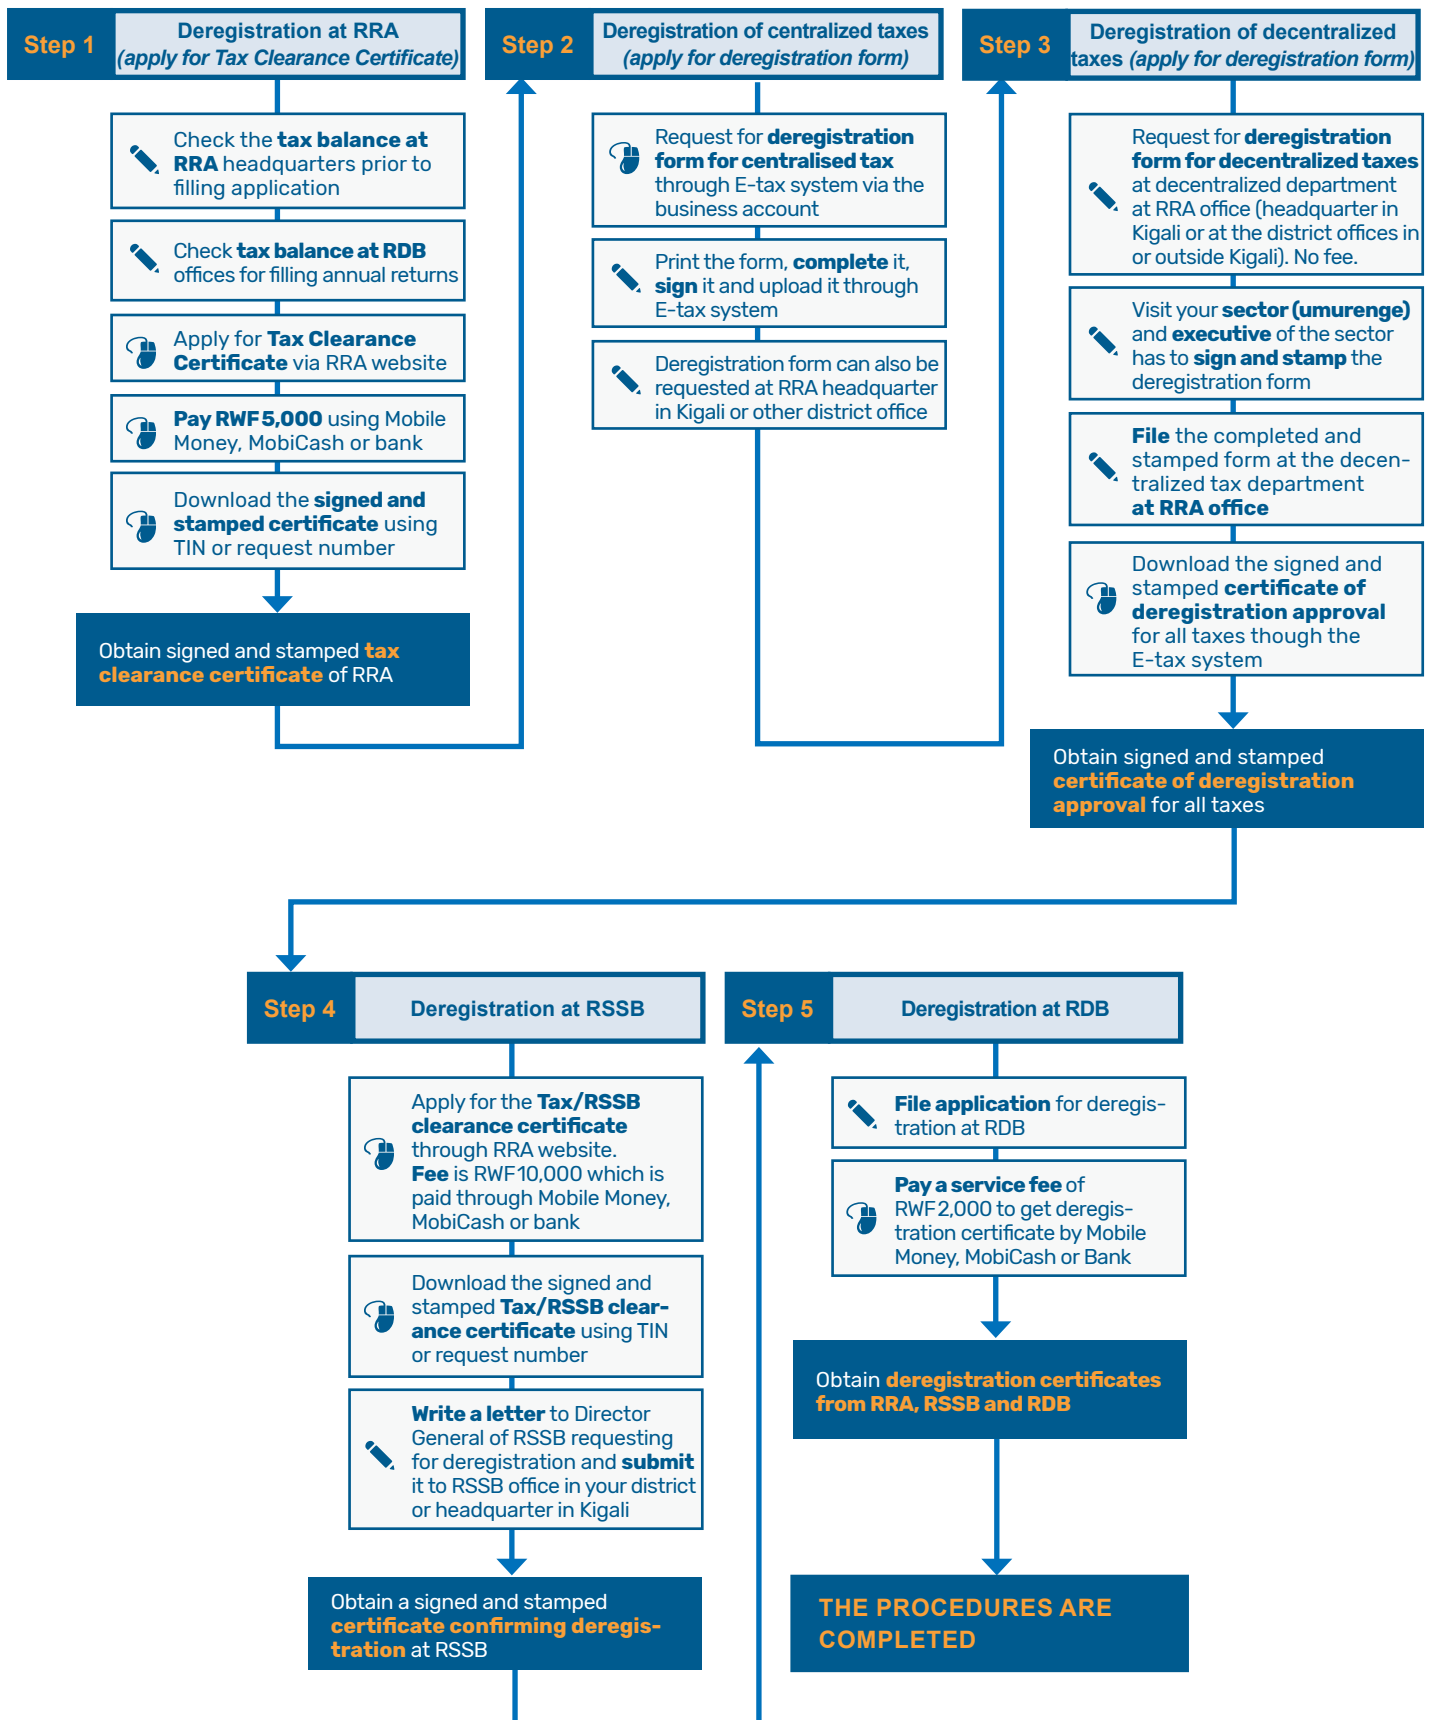 Step 1
Deregistration at RRA
(apply for Tax Clearance Certificate)
Check the tax balance at
RRA headquarters prior to
filling application
Check tax balance at RDB
offices for filling annual returns
Apply for Tax Clearance
Certificate via RRA website
Pay RWF 5,000 using Mobile
Money, MobiCash or bank
Download the signed and
stamped certificate using
TIN or request number
Obtain signed and stamped tax
clearance certificate of RRA
Step 2
Deregistration of centralized taxes
(apply for deregistration form)
Request for deregistration
form for centralised tax
through E-tax system via the
business account
Print the form, complete it,
sign it and upload it through
E-tax system
Deregistration form can also be
requested at RRA headquarter
in Kigali or other district office
Step 3
Deregistration of decentralized
taxes (apply for deregistration form)
Request for deregistration
form for decentralized taxes
at decentralized department
at RRA office (headquarter in
Kigali or at the district offices in
or outside Kigali). No fee.
Visit your sector (umurenge)
and executive of the sector
has to sign and stamp the
deregistration form
File the completed and
stamped form at the decen-
tralized tax department
at RRA office
Download the signed and
stamped certificate of
deregistration approval
for all taxes though the
E-tax system
Obtain signed and stamped
certificate of deregistration
approval for all taxes
Step 4
Deregistration at RSSB
Apply for the Tax/RSSB
clearance certificate
through RRA website.
Fee is RWF 10,000 which is
paid through Mobile Money,
MobiCash or bank
Download the signed and
stamped Tax/RSSB clear-
ance certificate using TIN
or request number
Write a letter to Director
General of RSSB requesting
for deregistration and submit
it to RSSB office in your district
or headquarter in Kigali
Obtain a signed and stamped
certificate confirming deregis-
tration at RSSB
Step 5
Deregistration at RDB
File application for deregis-
tration at RDB
Pay a service fee of
RWF 2,000 to get deregis-
tration certificate by Mobile
Money, MobiCash or Bank
Obtain deregistration certificates
from RRA, RSSB and RDB
THE PROCEDURES ARE
COMPLETED